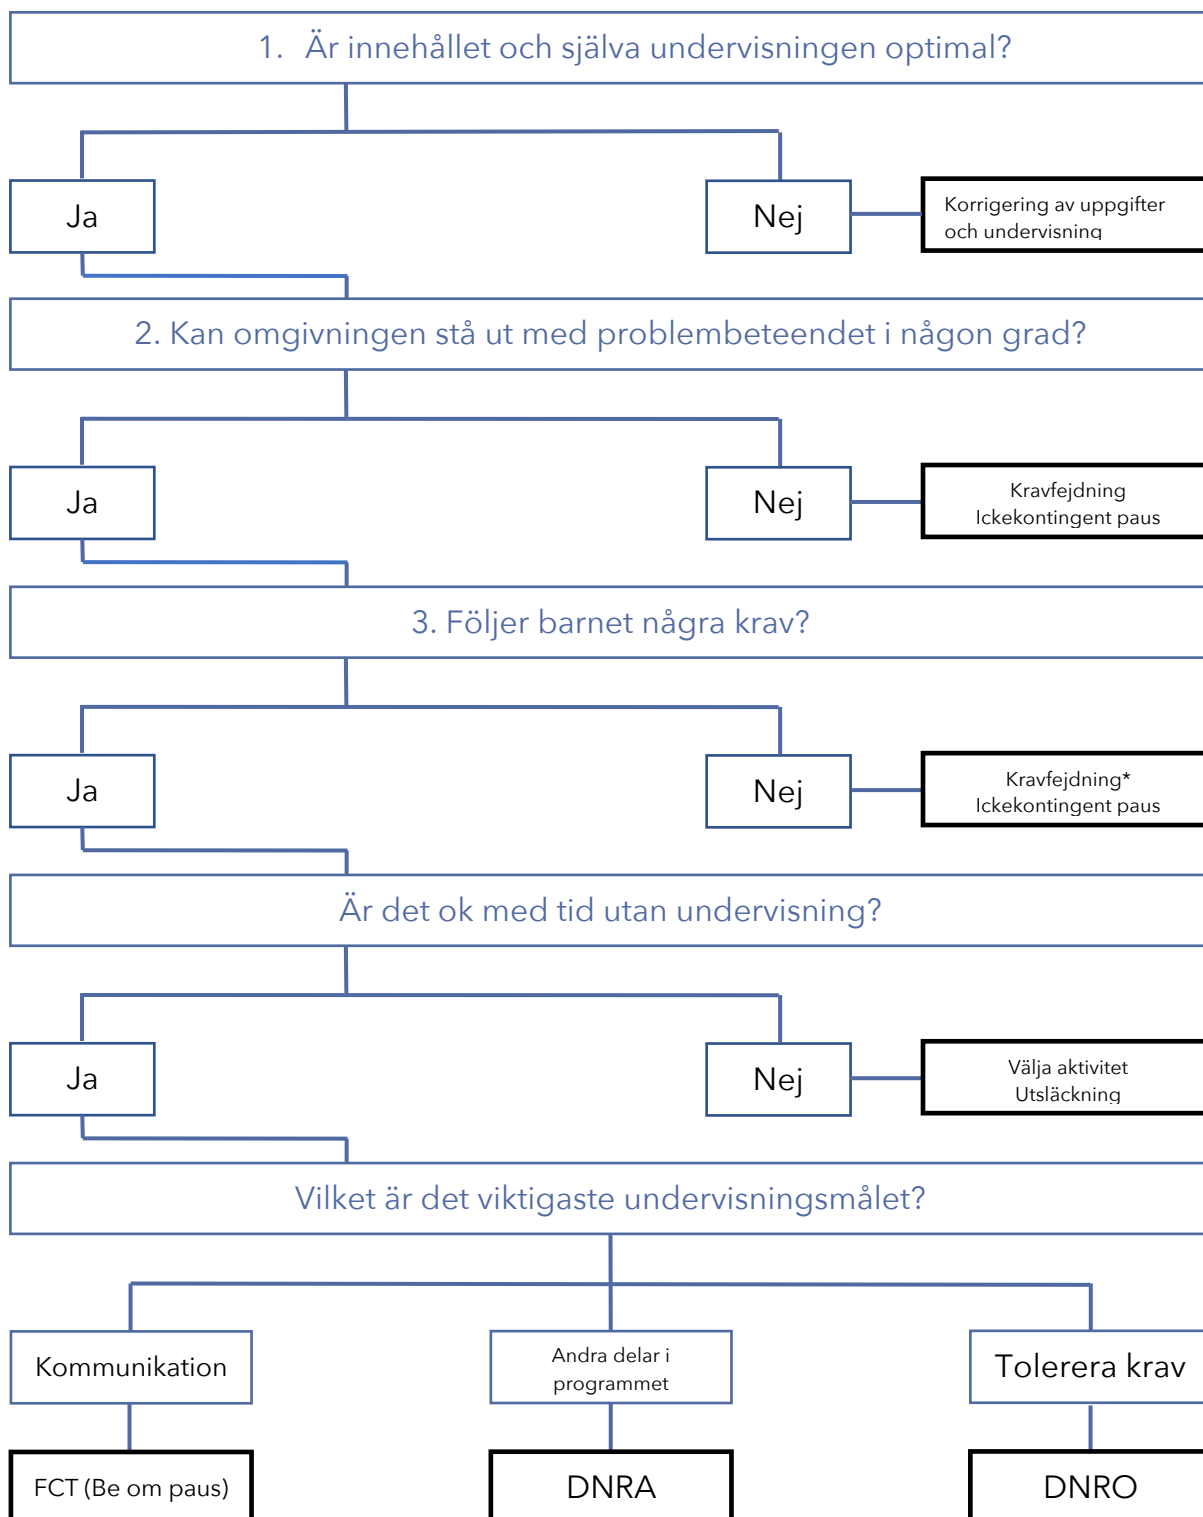 1. Är innehållet och själva undervisningen optimal?
Ja
Nej
Korrigering av uppgifter
och undervisning
2. Kan omgivningen stå ut med problembeteendet i någon grad?
Ja
Nej
Kravfejdning
Ickekontingent paus
3. Följer barnet några krav?
Ja
Nej
Kravfejdning*
Ickekontingent paus
Är det ok med tid utan undervisning?
Ja
Nej
Välja aktivitet
Utsläckning
Vilket är det viktigaste undervisningsmålet?
Kommunikation
Andra delar i
programmet
Tolerera krav
FCT (Be om paus)
DNRA
DNRO